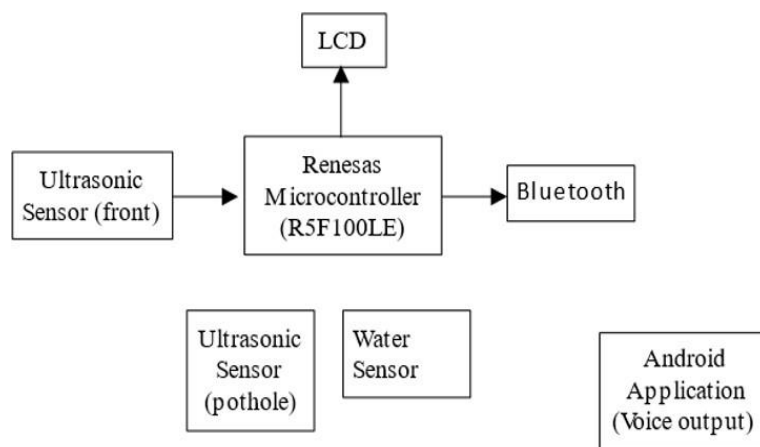 LCD
Ultrasonic
Sensor (front)
Renesas
Microcontroller
(R5F100LE)
Bluetooth
Ultrasonic
Sensor
(pothole)
Water
Sensor
Android
Application
(Voice output)